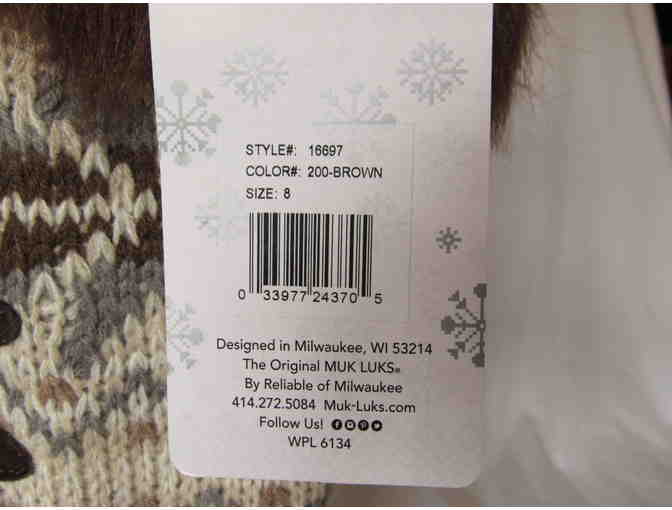 STYLE#: 16697
COLOR#: 200-BROWN
SIZE: 8
0 33977 24370 5
Designed in Milwaukee, WI 53214
The Original MUK LUKS®
By Reliable of Milwaukee
414.272.5084 Muk-Luks.com
Follow Us!
WPL 6134